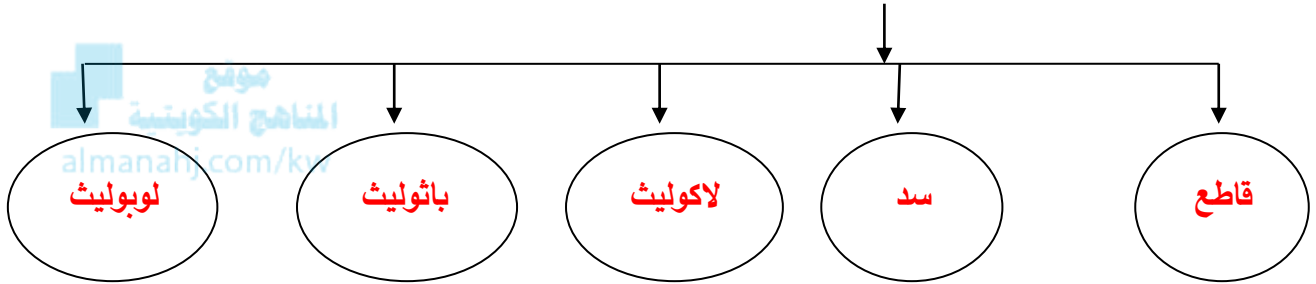 موقع
المناهج الكويتية
almanahj.com/kw
قاطع
سد
لاكوليث
باثوليث
لوبوليث